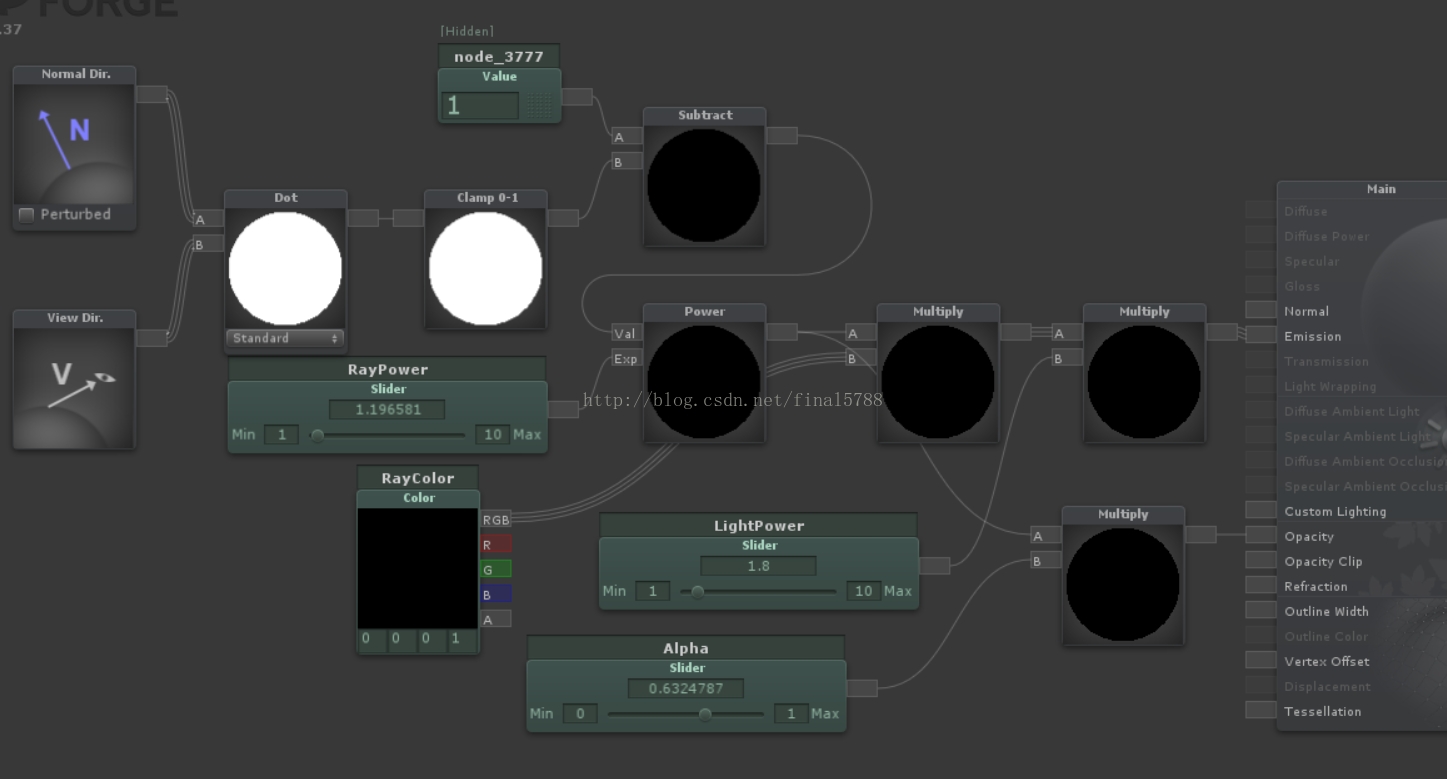 FORGE
.37
[Hidden]
node_3777
Value
1
Normal Dir.
N
Perturbed
Subtract
A
B
Dot
A
B
Standard
Clamp 0-1
View Dir.
V
RayPower
Slider
1.196581
Min 1 10 Max
Power
Val
Exp
Multiply
A
B
Multiply
A
B
http://blog.csdn.net/final5788
RayColor
Color
RGB
R
G
B
A
0 0 0 1
LightPower
Slider
1.8
Min 1 10 Max
Multiply
A
B
Alpha
Slider
0.6324787
Min 0 1 Max
Main
Diffuse
Diffuse Power
Specular
Gloss
Normal
Emission
Transmission
Light Wrapping
Diffuse Ambient Light
Specular Ambient Light
Diffuse Ambient Occlusio
Specular Ambient Occlus
Custom Lighting
Opacity
Opacity Clip
Refraction
Outline Width
Outline Color
Vertex Offset
Displacement
Tessellation